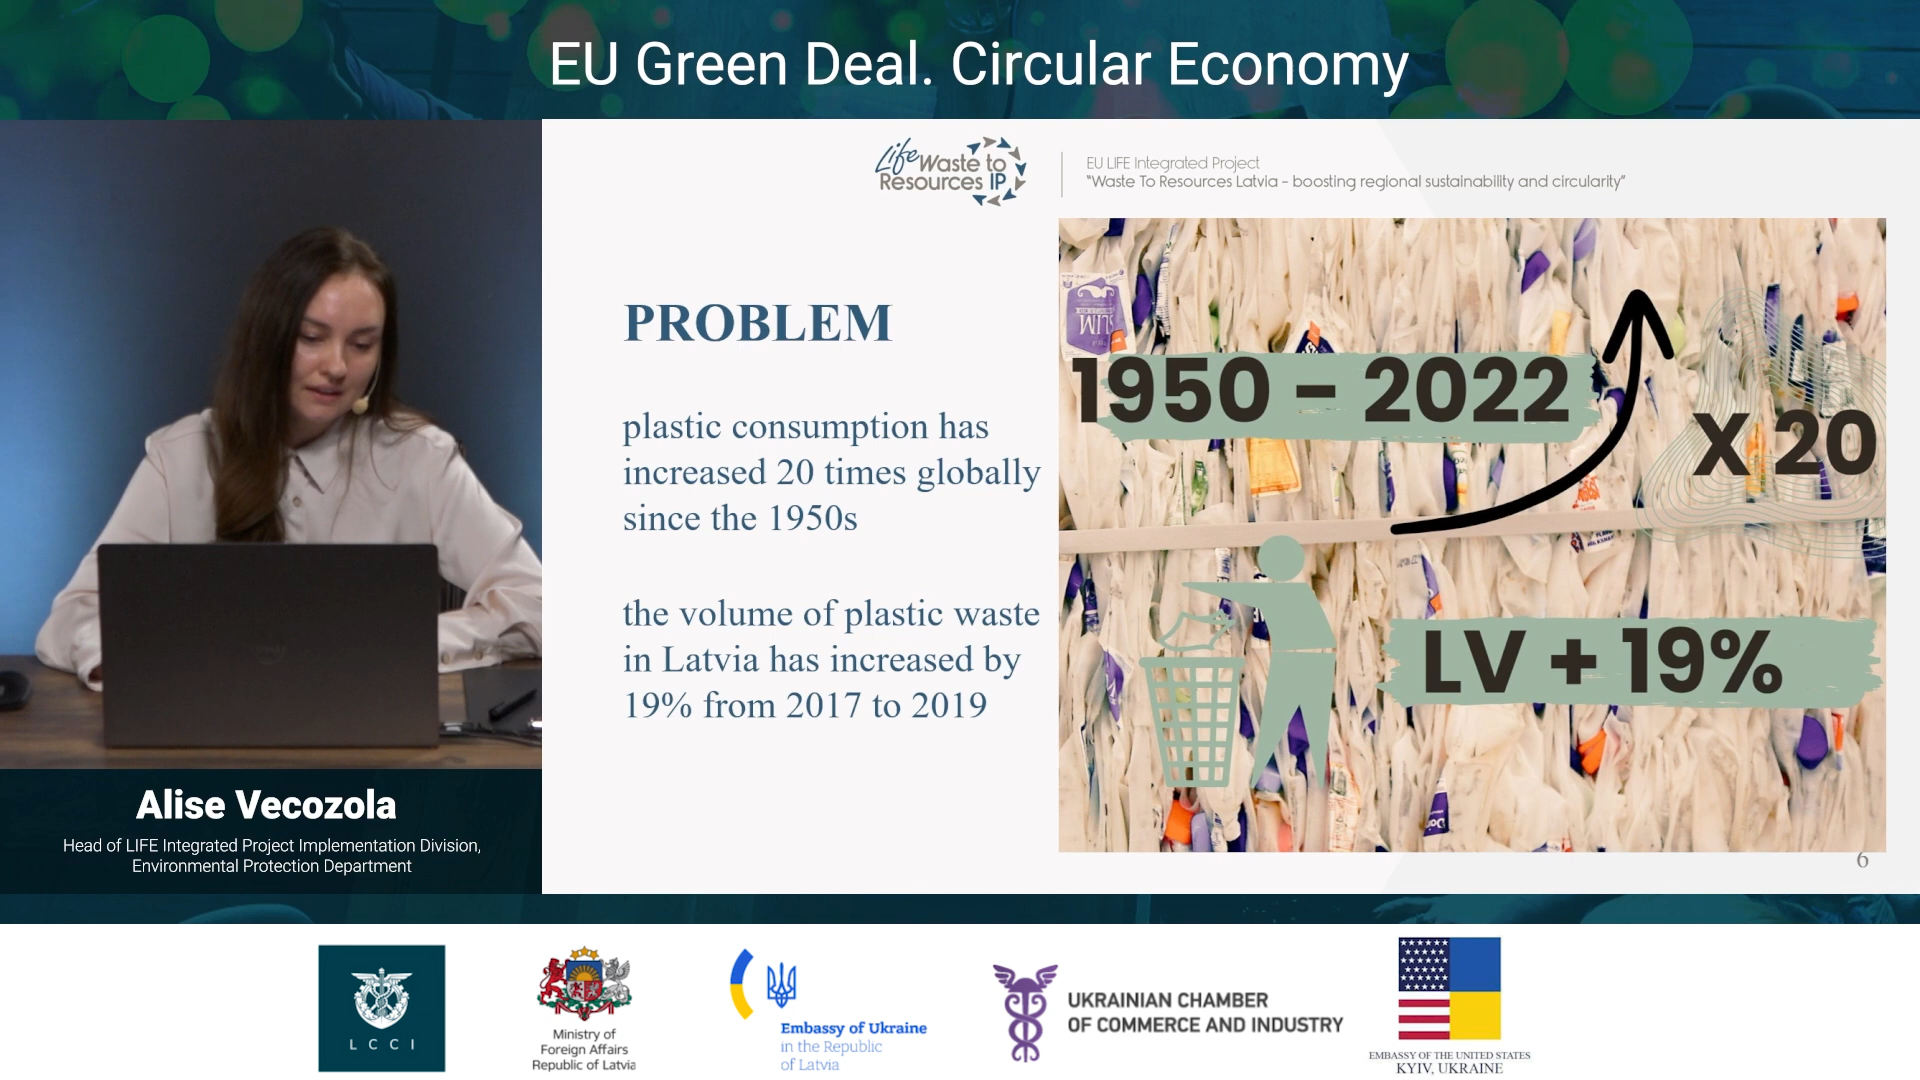 EU Green Deal. Circular Economy
Life Waste to
Resources IP
EU LIFE Integrated Project
"Waste To Resources Latvia - boosting regional sustainability and circularity"
PROBLEM
plastic consumption has
increased 20 times globally
since the 1950s
the volume of plastic waste
in Latvia has increased by
19% from 2017 to 2019
SLIM
1950 - 2022
X 20
LV + 19%
6
Alise Vecozola
Head of LIFE Integrated Project Implementation Division,
Environmental Protection Department
LCCI
Ministry of
Foreign Affairs
Republic of Latvia
Embassy of Ukraine
in the Republic
of Latvia
UKRAINIAN CHAMBER
OF COMMERCE AND INDUSTRY
EMBASSY OF THE UNITED STATES
KYIV, UKRAINE